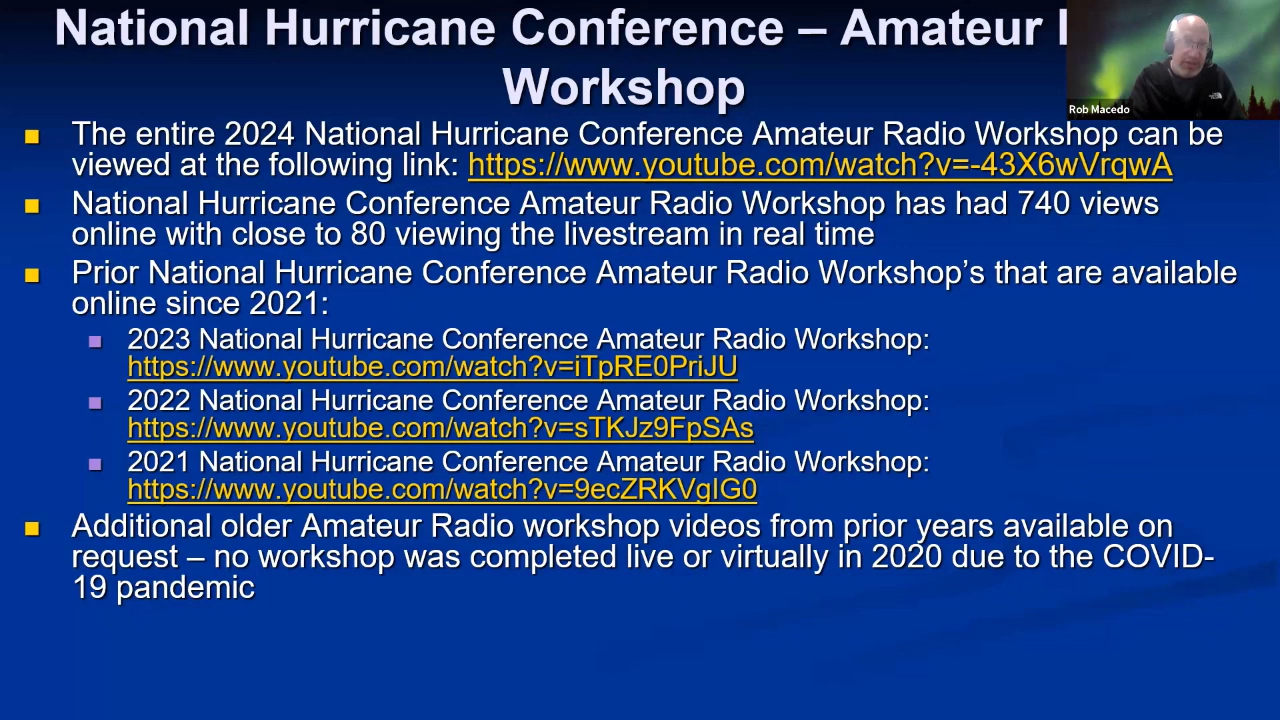 National Hurricane Conference – Amateur
Workshop
Rob Macedo
The entire 2024 National Hurricane Conference Amateur Radio Workshop can be
viewed at the following link: https://www.youtube.com/watch?v=-43X6wVrqwA
National Hurricane Conference Amateur Radio Workshop has had 740 views
online with close to 80 viewing the livestream in real time
Prior National Hurricane Conference Amateur Radio Workshop’s that are available
online since 2021:
2023 National Hurricane Conference Amateur Radio Workshop:
https://www.youtube.com/watch?v=iTpRE0PriJU
2022 National Hurricane Conference Amateur Radio Workshop:
https://www.youtube.com/watch?v=sTKJz9FpSAs
2021 National Hurricane Conference Amateur Radio Workshop:
https://www.youtube.com/watch?v=9ecZRKVgIG0
Additional older Amateur Radio workshop videos from prior years available on
request – no workshop was completed live or virtually in 2020 due to the COVID-
19 pandemic